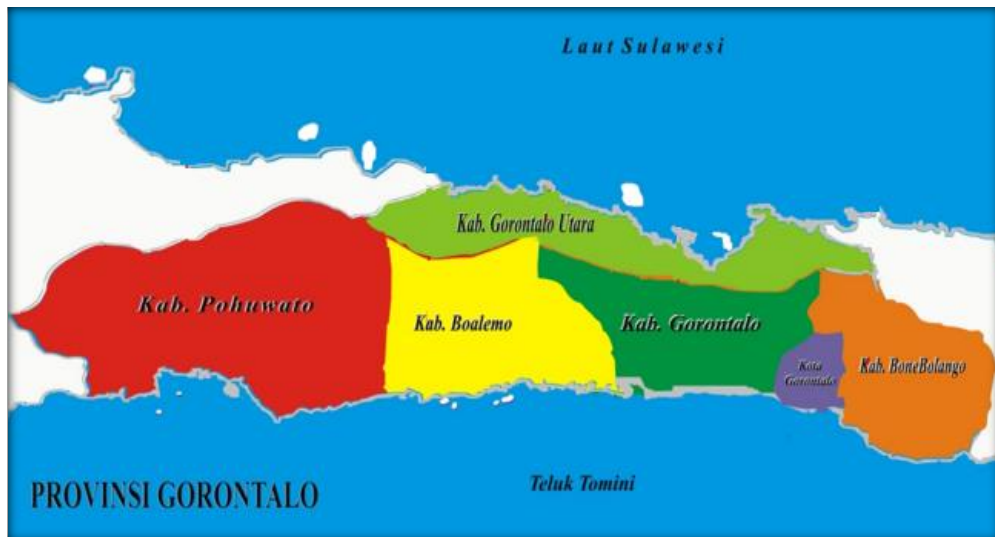 Laut Sulawesi
Kab. Gorontalo Utara
Kab. Pohuwato
Kab. Boalemo
Kab. Gorontalo
Kota
Gorontalo
Kab. BoneBolango
Teluk Tomini
PROVINSI GORONTALO